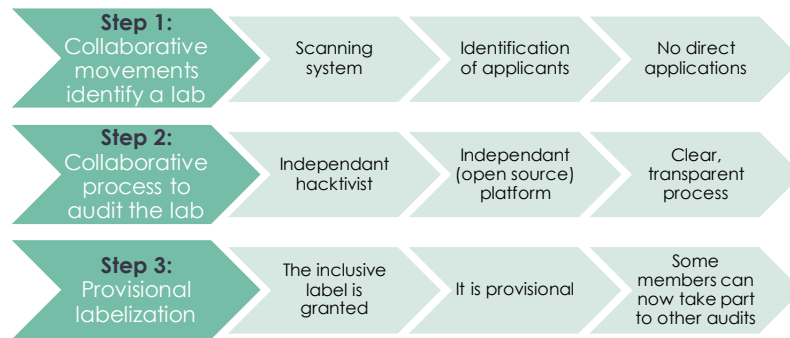 Step 1:
Collaborative
movements
identify a lab
Scanning
system
Identification
of applicants
No direct
applications
Step 2:
Collaborative
process to
audit the lab
Independant
hacktivist
Independant
(open source)
platform
Clear,
transparent
process
Step 3:
Provisional
labelization
The inclusive
label is
granted
It is provisional
Some
members can
now take part
to other audits